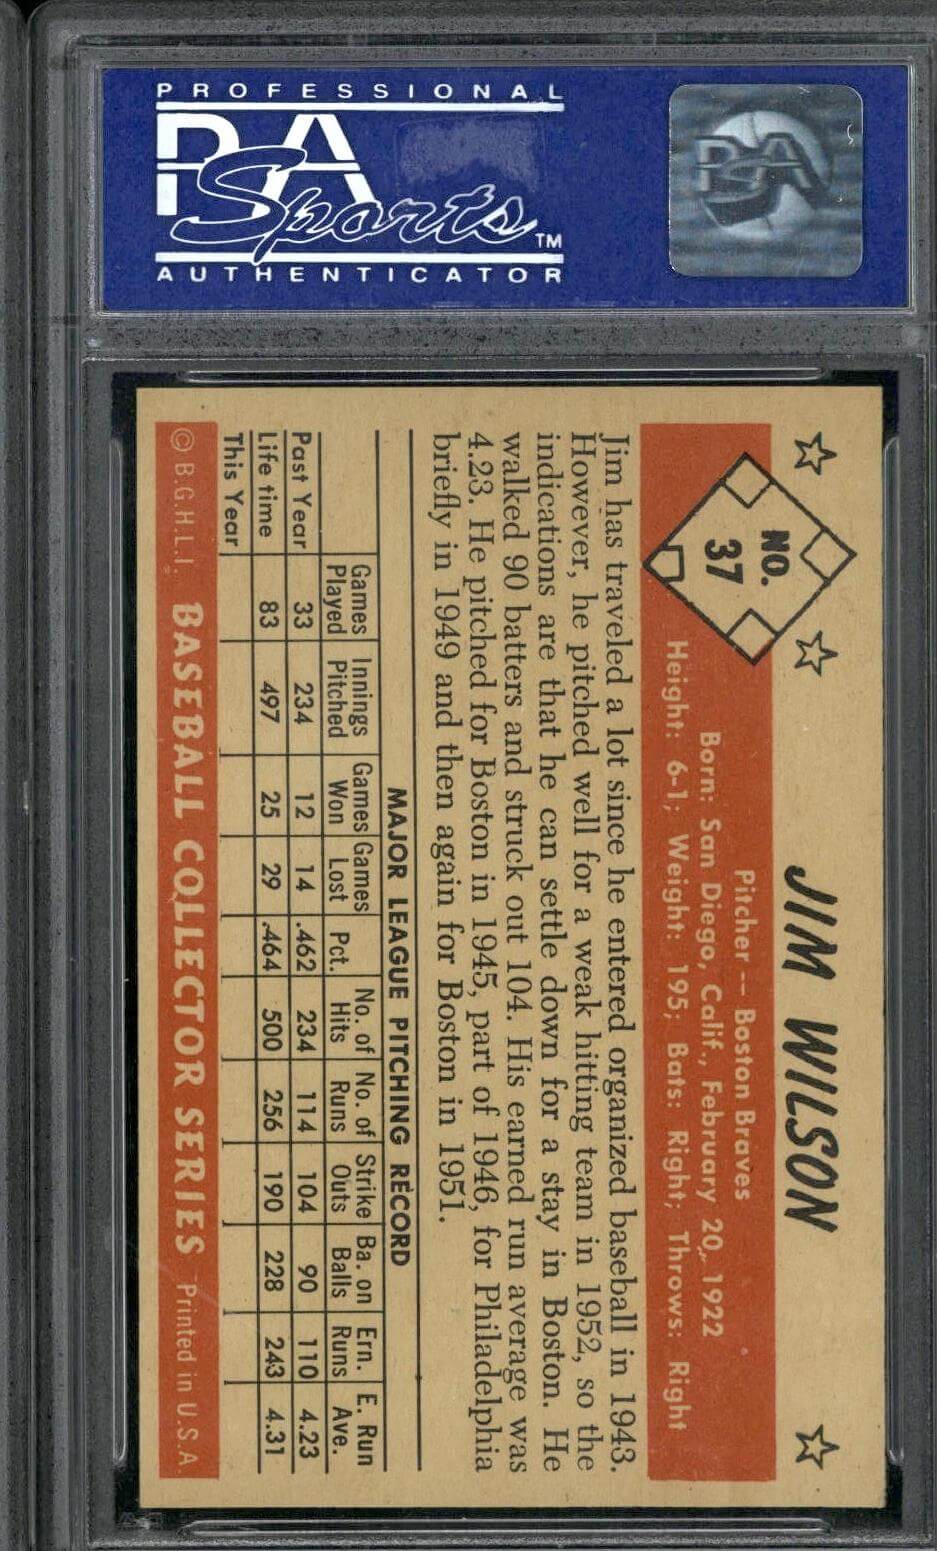 PROFESSIONAL
PSA
Sports™
AUTHENTICATOR
PSA
JIM WILSON
NO.
37
Pitcher — Boston Braves
Born: San Diego, Calif., February 20, 1922
Height: 6-1; Weight: 195; Bats: Right; Throws: Right
Jim has traveled a lot since he entered organized baseball in 1943.
However, he pitched well for a weak hitting team in 1952, so the
indications are that he can settle down for a stay in Boston. He
walked 90 batters and struck out 104. His earned run average was
4.23. He pitched for Boston in 1945, part of 1946, for Philadelphia
briefly in 1949 and then again for Boston in 1951.
MAJOR LEAGUE PITCHING RECORD
Games Played Innings Pitched Games Won Games Lost Pct. No. of Hits No. of Runs Strike Outs Ba. on Balls Ern. Runs E. Run Ave.
Past Year 33 234 12 14 .462 234 114 104 90 110 4.23
Life time 83 497 25 29 .464 500 256 190 228 243 4.31
This Year
© B.G.H.L.I. BASEBALL COLLECTOR SERIES Printed in U.S.A.